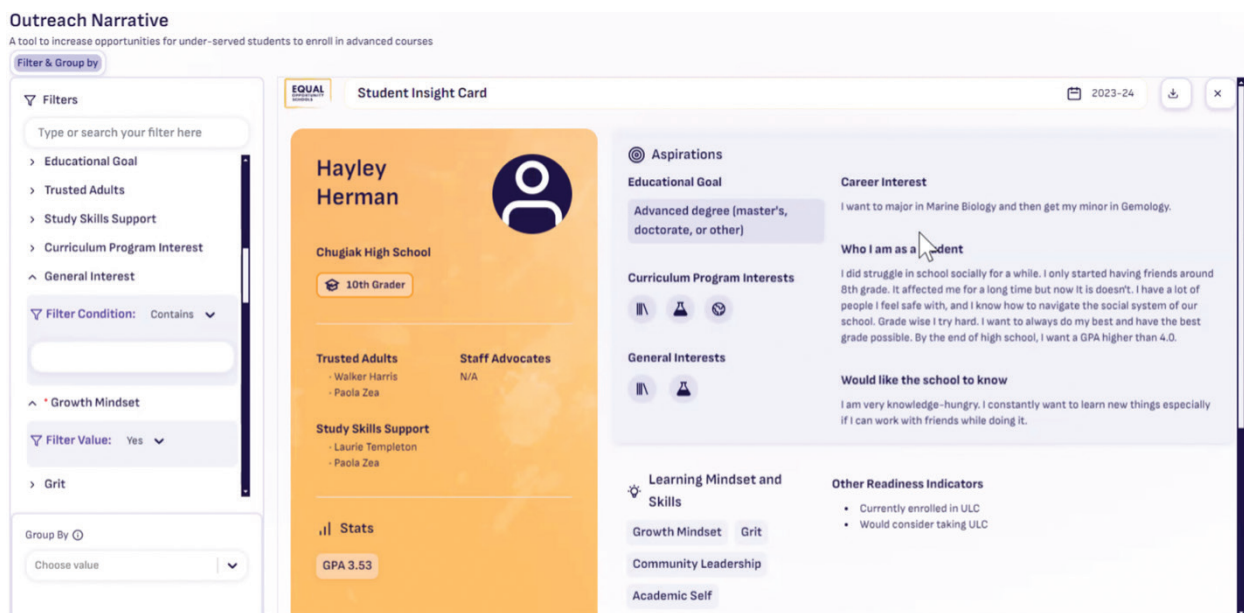 Outreach Narrative
A tool to increase opportunities for under-served students to enroll in advanced courses
Filter & Group by
Filters
Type or search your filter here
Educational Goal
Trusted Adults
Study Skills Support
Curriculum Program Interest
General Interest
Filter Condition: Contains
* Growth Mindset
Filter Value: Yes
Grit
Group By
Choose value
EQUAL
OPPORTUNITY
SCHOOLS
Student Insight Card
2023-24
Hayley
Herman
Chugiak High School
10th Grader
Trusted Adults
- Walker Harris
- Paola Zea
Staff Advocates
N/A
Study Skills Support
- Laurie Templeton
- Paola Zea
Stats
GPA 3.53
Aspirations
Educational Goal
Advanced degree (master's,
doctorate, or other)
Curriculum Program Interests
General Interests
Career Interest
I want to major in Marine Biology and then get my minor in Gemology.
Who I am as a dent
I did struggle in school socially for a while. I only started having friends around
8th grade. It affected me for a long time but now It is doesn't. I have a lot of
people I feel safe with, and I know how to navigate the social system of our
school. Grade wise I try hard. I want to always do my best and have the best
grade possible. By the end of high school, I want a GPA higher than 4.0.
Would like the school to know
I am very knowledge-hungry. I constantly want to learn new things especially
if I can work with friends while doing it.
Learning Mindset and
Skills
Growth Mindset Grit
Community Leadership
Academic Self
Other Readiness Indicators
• Currently enrolled in ULC
• Would consider taking ULC